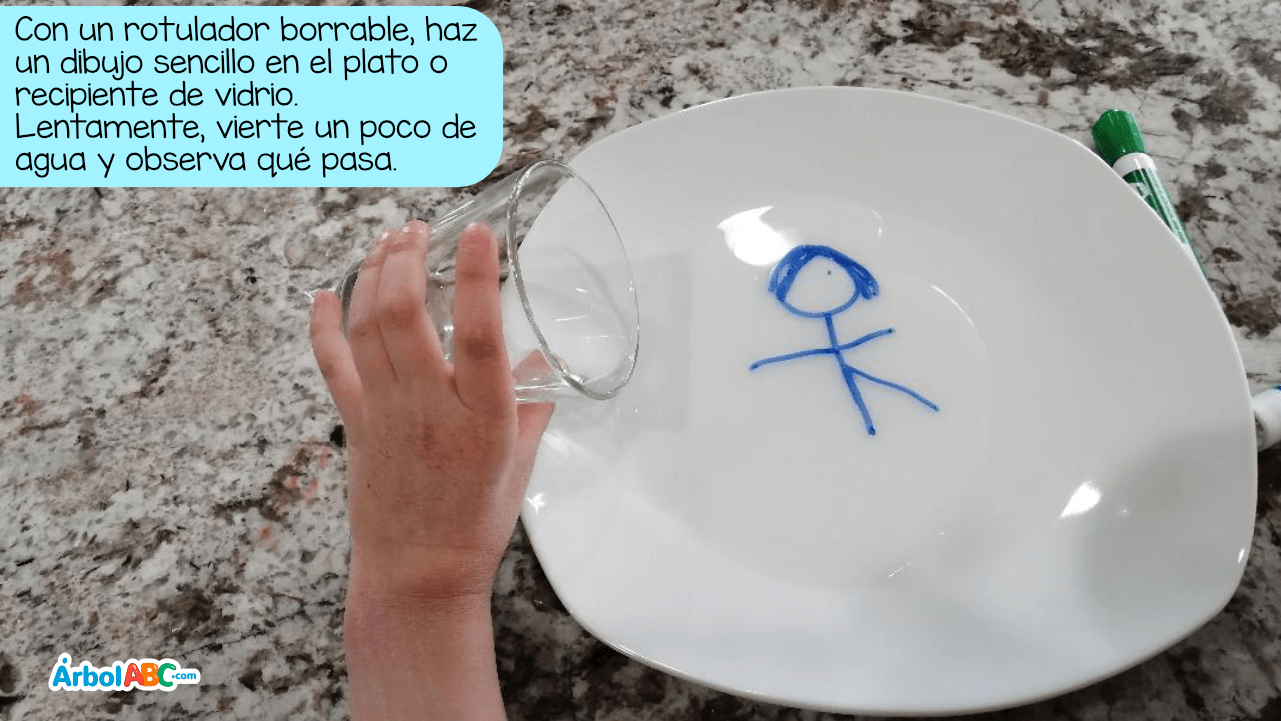 Con un rotulador borrable, haz
un dibujo sencillo en el plato o
recipiente de vidrio.
Lentamente, vierte un poco de
agua y observa qué pasa.
ÁrbolABC.com